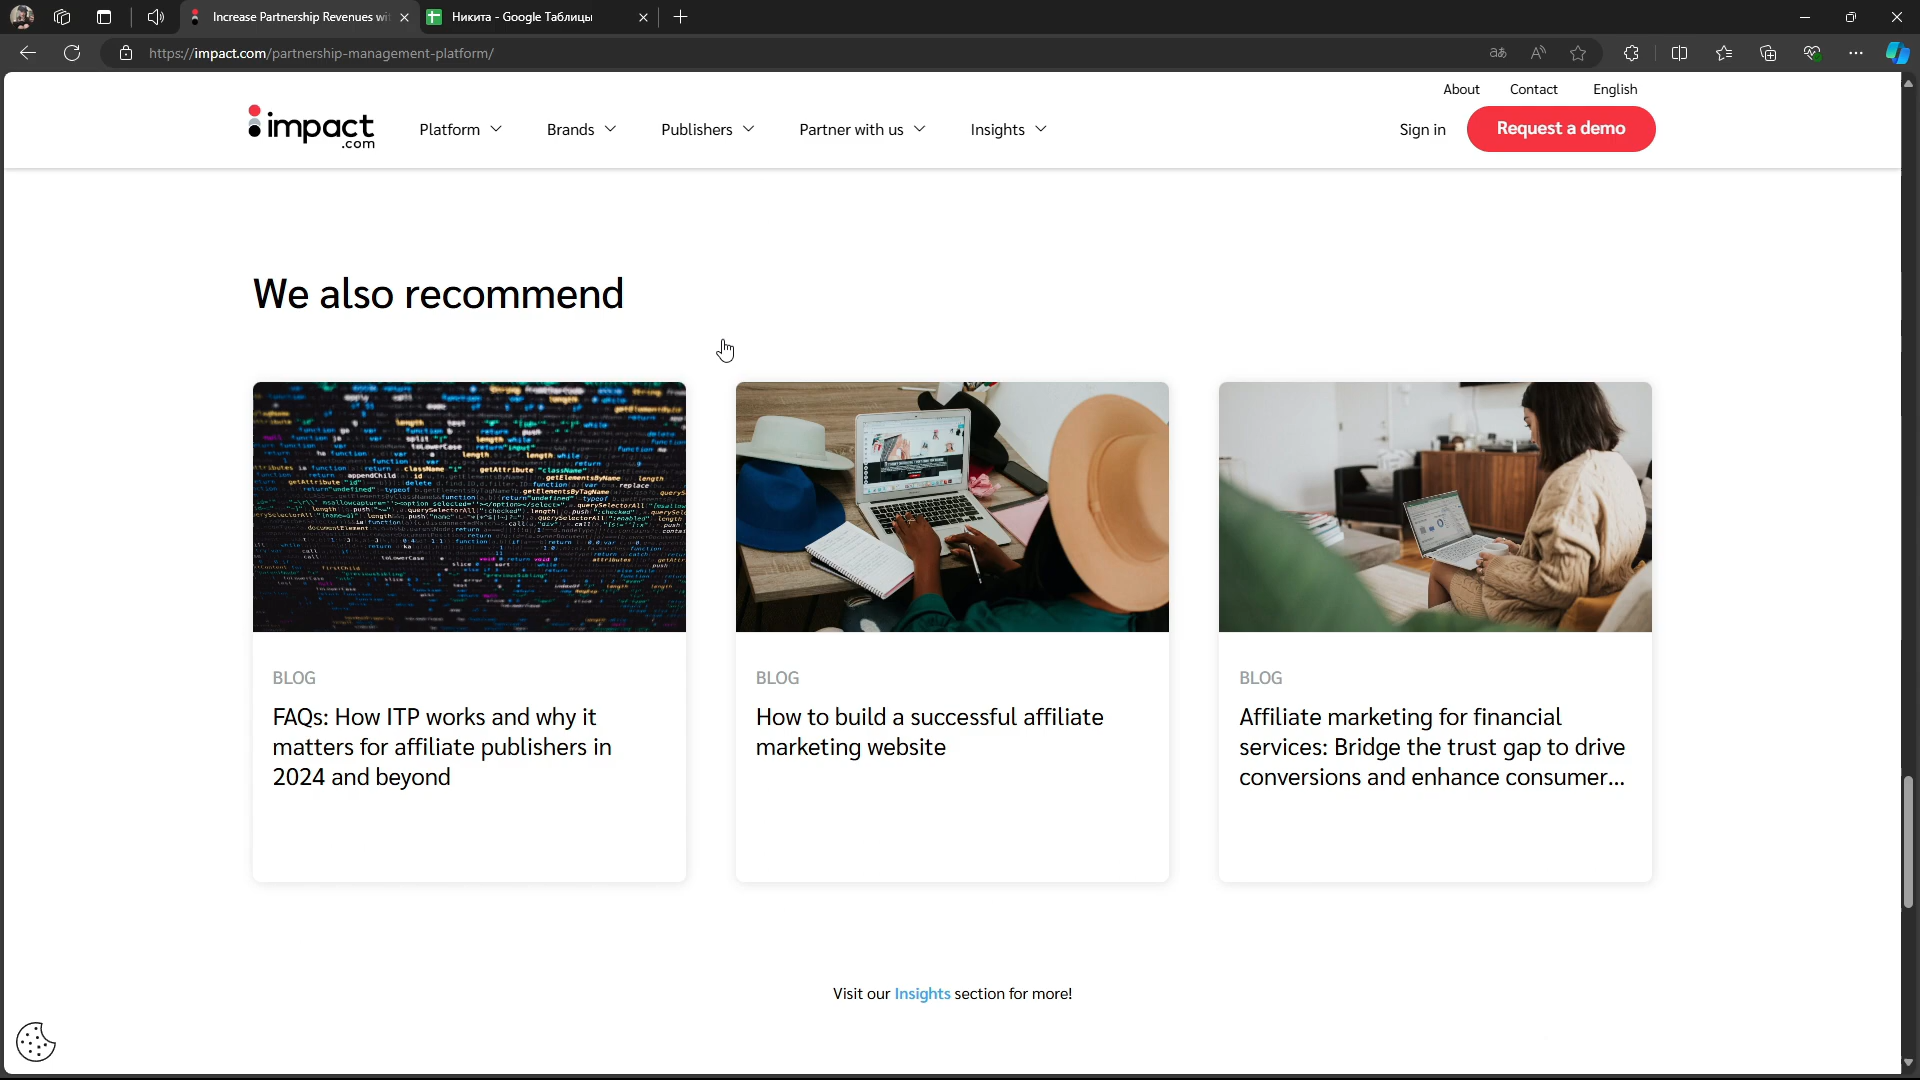 Increase Partnership Revenues wi
Никита - Google Таблицы
https://impact.com/partnership-management-platform/
About
Contact
English
impact
.com
Platform
Brands
Publishers
Partner with us
Insights
Sign in
Request a demo
We also recommend
BLOG
FAQs: How ITP works and why it
matters for affiliate publishers in
2024 and beyond
BLOG
How to build a successful affiliate
marketing website
BLOG
Affiliate marketing for financial
services: Bridge the trust gap to drive
conversions and enhance consumer...
Visit our Insights section for more!